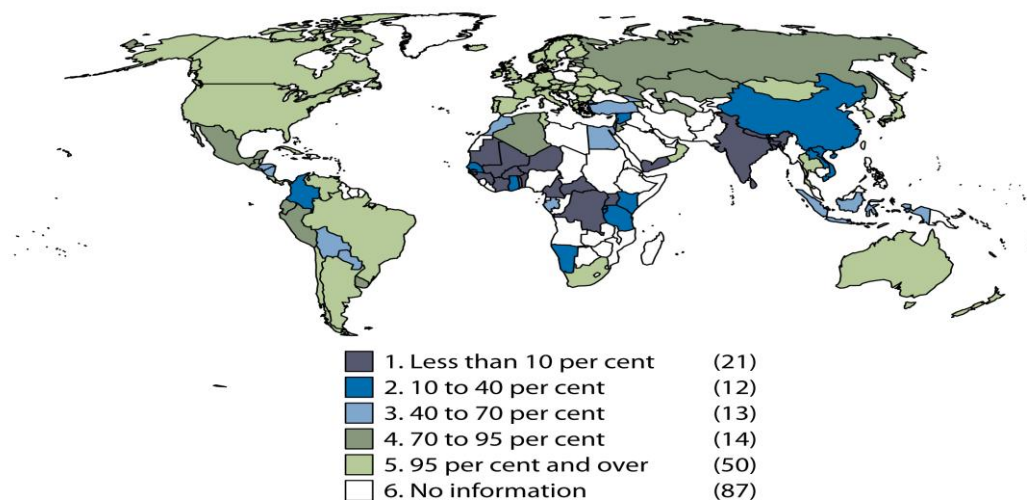 1. Less than 10 per cent (21)
2. 10 to 40 per cent (12)
3. 40 to 70 per cent (13)
4. 70 to 95 per cent (14)
5. 95 per cent and over (50)
6. No information (87)